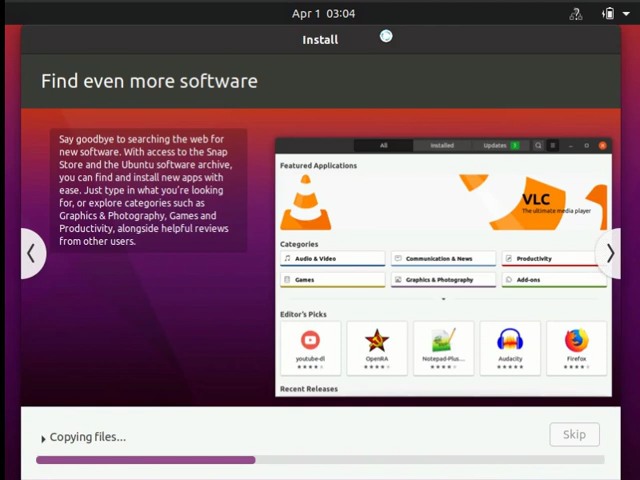 Apr 1 03:04
Install
Find even more software
Say goodbye to searching the web for
new software. With access to the Snap
Store and the Ubuntu software archive,
you can find and install new apps with
ease. Just type in what you're looking
for, or explore categories such as
Graphics & Photography, Games and
Productivity, alongside helpful reviews
from other users.
All Installed Updates
Featured Applications
VLC
The ultimate media player
Categories
Audio & Video Communication & News Productivity
Games Graphics & Photography Add-ons
Editor's Picks
youtube-dl OpenRA Notepad-Plus... Audacity Firefox
Recent Releases
Copying files...
Skip